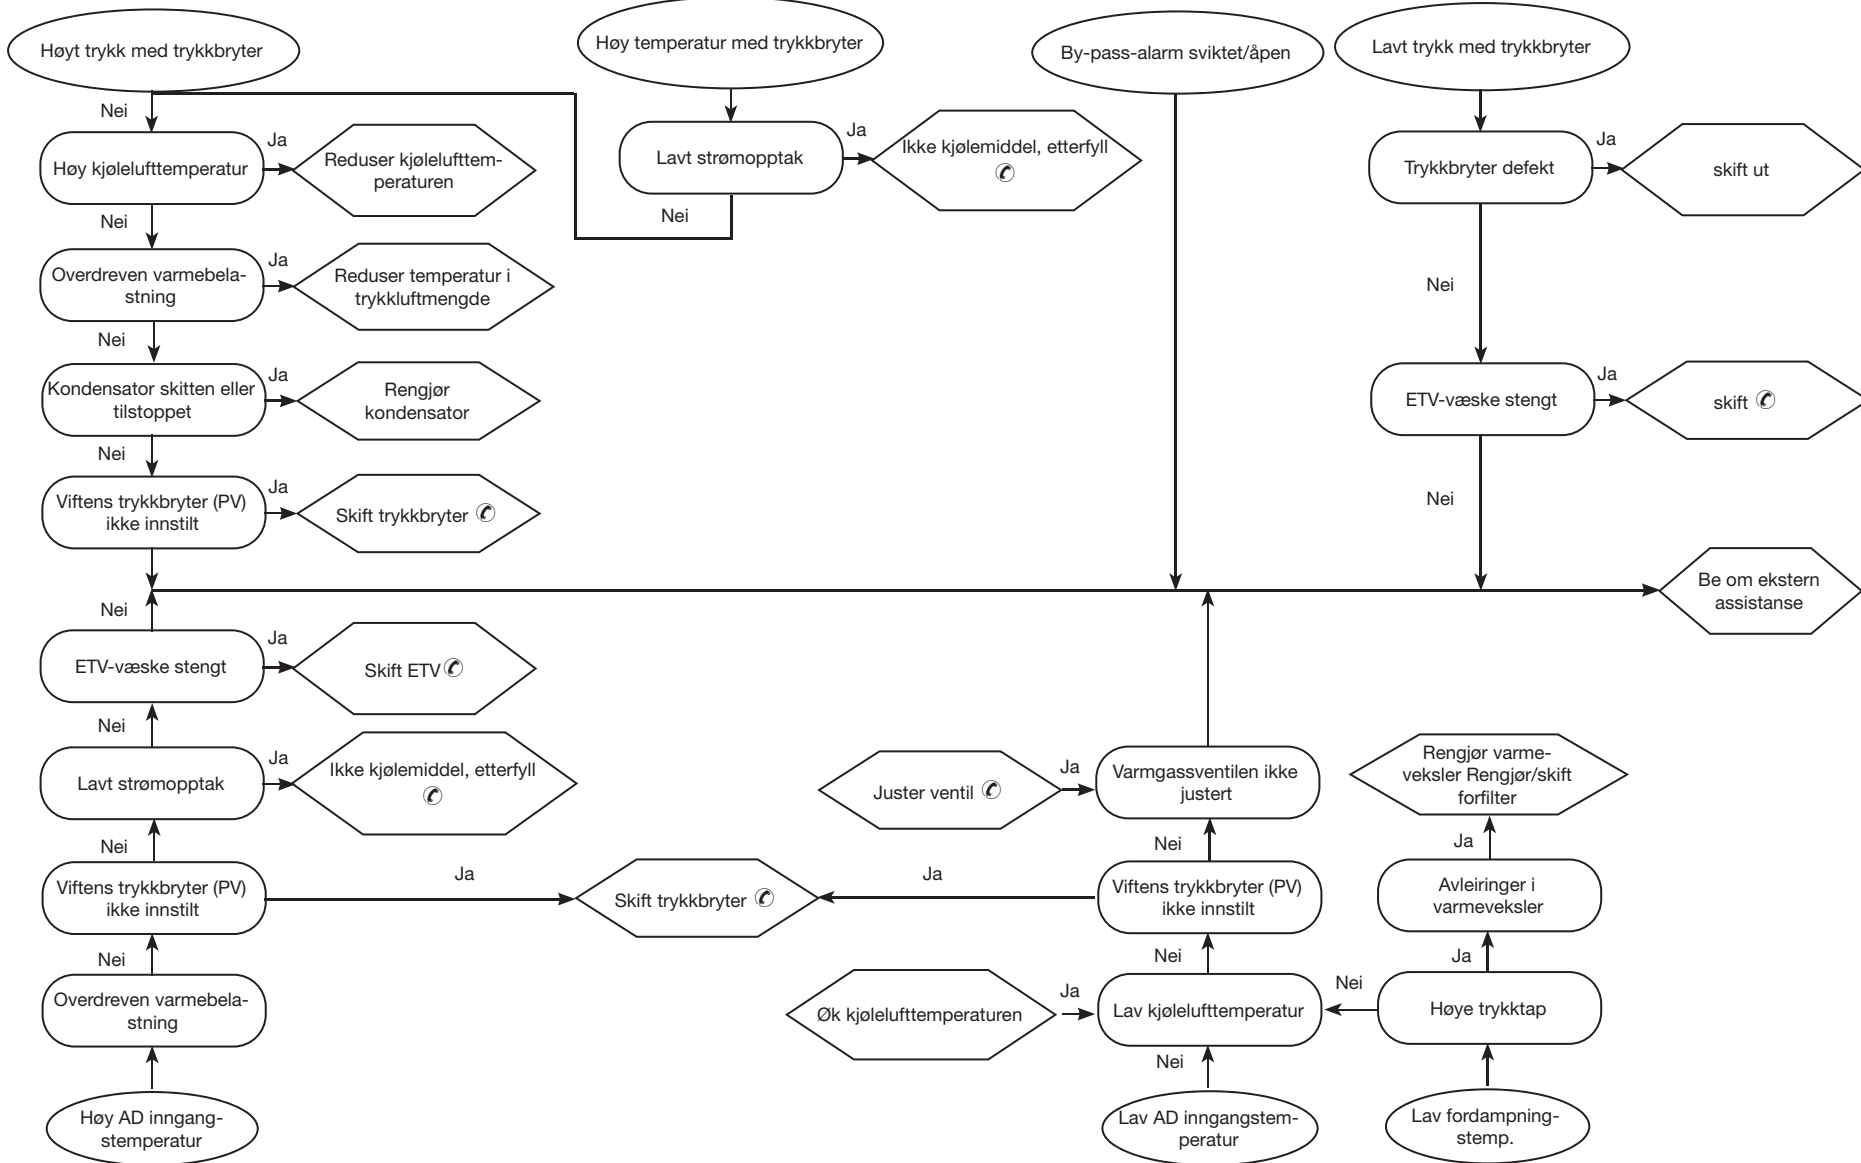 Høyt trykk med trykkbryter
Høy temperatur med trykkbryter
By-pass-alarm sviktet/åpen
Lavt trykk med trykkbryter
Nei
Høy kjølelufttemperatur
Ja
Reduser kjølelufttem-
peraturen
Lavt strømopptak
Ja
Ikke kjølemiddel, etterfyll
✆
Nei
Trykkbryter defekt
Ja
skift ut
Nei
Overdreven varmebela-
stning
Ja
Reduser temperatur i
trykkluftmengde
Nei
Nei
Kondensator skitten eller
tilstoppet
Ja
Rengjør
kondensator
ETV-væske stengt
Ja
skift ✆
Nei
Viftens trykkbryter (PV)
ikke innstilt
Ja
Skift trykkbryter ✆
Nei
Be om ekstern
assistanse
Nei
ETV-væske stengt
Ja
Skift ETV ✆
Nei
Lavt strømopptak
Ja
Ikke kjølemiddel, etterfyll
✆
Juster ventil ✆
Ja
Varmgassventilen ikke
justert
Rengjør varme-
veksler Rengjør/skift
forfilter
Nei
Nei
Ja
Viftens trykkbryter (PV)
ikke innstilt
Ja
Skift trykkbryter ✆
Ja
Viftens trykkbryter (PV)
ikke innstilt
Avleiringer i
varmeveksler
Nei
Nei
Ja
Overdreven varmebela-
stning
Øk kjølelufttemperaturen
Ja
Lav kjølelufttemperatur
Nei
Høye trykktap
Nei
Høy AD inngang-
stemperatur
Lav AD inngangstem-
peratur
Lav fordampning-
stemp.